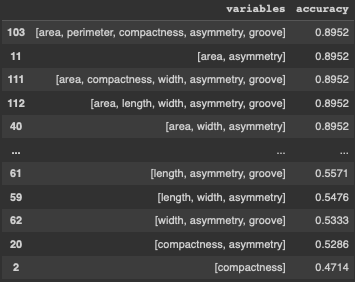 variables accuracy
103 [area, perimeter, compactness, asymmetry, groove] 0.8952
11 [area, asymmetry] 0.8952
111 [area, compactness, width, asymmetry, groove] 0.8952
112 [area, length, width, asymmetry, groove] 0.8952
40 [area, width, asymmetry] 0.8952
... ... ...
61 [length, asymmetry, groove] 0.5571
59 [length, width, asymmetry] 0.5476
62 [width, asymmetry, groove] 0.5333
20 [compactness, asymmetry] 0.5286
2 [compactness] 0.4714